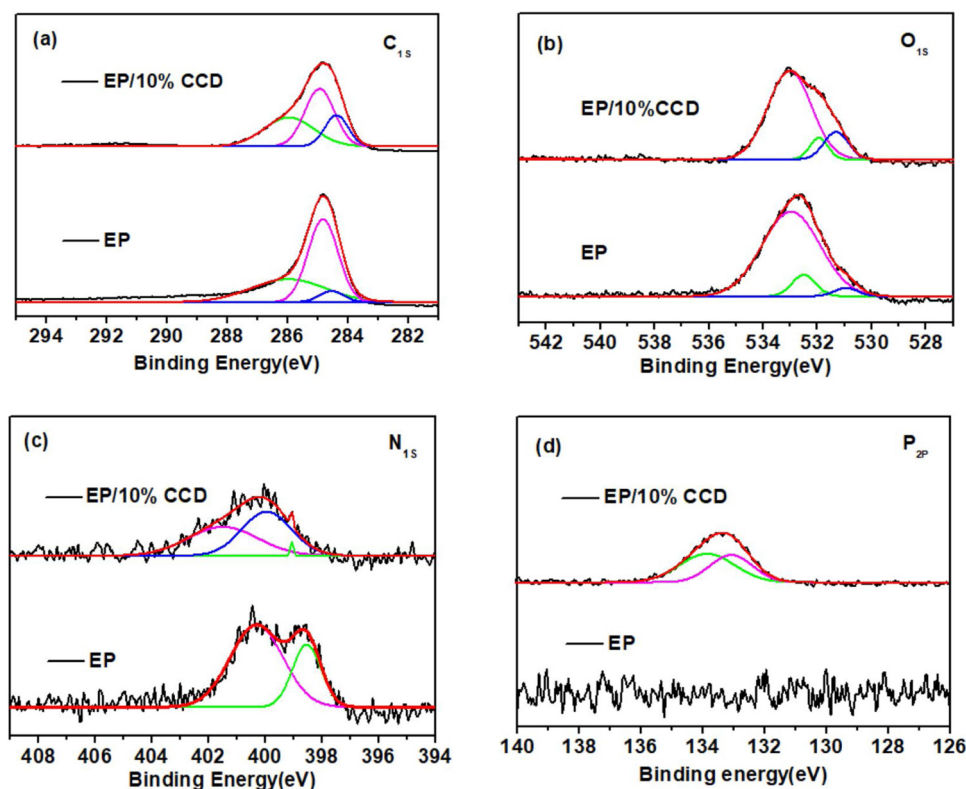 (a)
C1S
EP/10% CCD
EP
294 292 290 288 286 284 282
Binding Energy(eV)
(b)
O1S
EP/10%CCD
EP
542 540 538 536 534 532 530 528
Binding Energy(eV)
(c)
N1S
EP/10% CCD
EP
408 406 404 402 400 398 396 394
Binding Energy(eV)
(d)
P2P
EP/10% CCD
EP
140 138 136 134 132 130 128 126
Binding energy(eV)